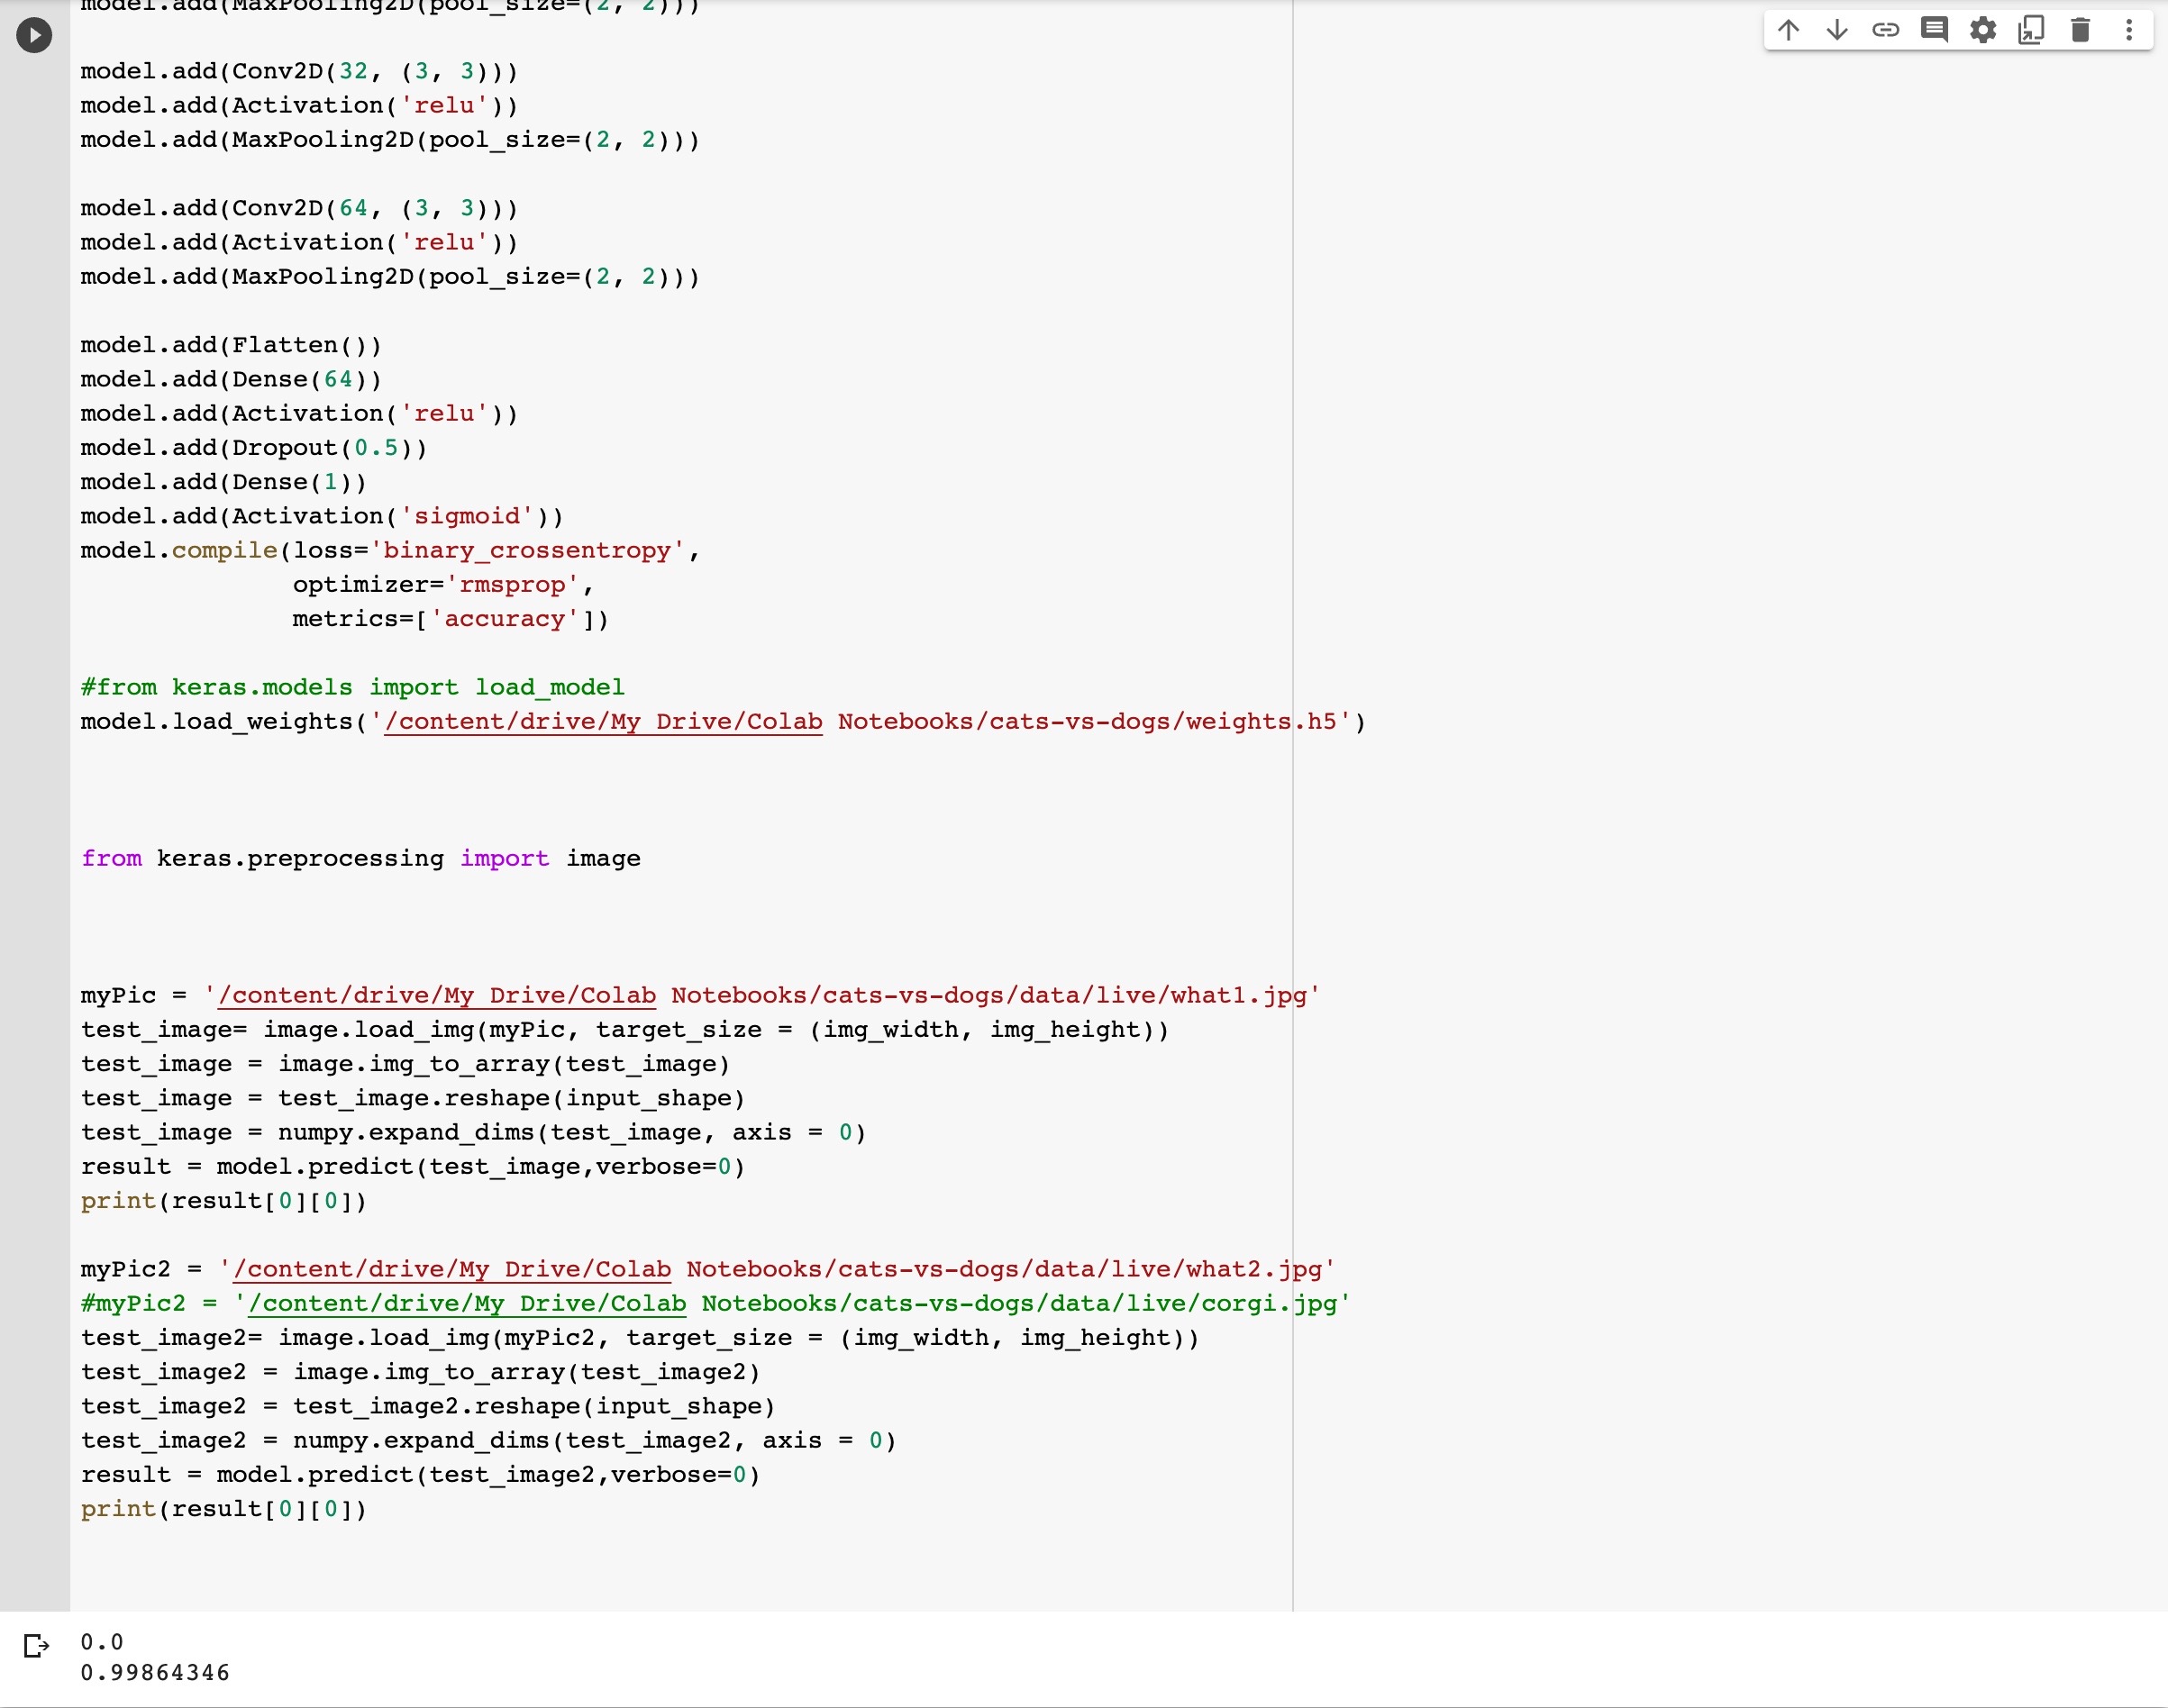 model.add(MaxPooling2D(pool_size=(2, 2)))
model.add(Conv2D(32, (3, 3)))
model.add(Activation('relu'))
model.add(MaxPooling2D(pool_size=(2, 2)))
model.add(Conv2D(64, (3, 3)))
model.add(Activation('relu'))
model.add(MaxPooling2D(pool_size=(2, 2)))
model.add(Flatten())
model.add(Dense(64))
model.add(Activation('relu'))
model.add(Dropout(0.5))
model.add(Dense(1))
model.add(Activation('sigmoid'))
model.compile(loss='binary_crossentropy',
              optimizer='rmsprop',
              metrics=['accuracy'])
#from keras.models import load_model
model.load_weights('/content/drive/My Drive/Colab Notebooks/cats-vs-dogs/weights.h5')
from keras.preprocessing import image
myPic = '/content/drive/My Drive/Colab Notebooks/cats-vs-dogs/data/live/what1.jpg'
test_image= image.load_img(myPic, target_size = (img_width, img_height))
test_image = image.img_to_array(test_image)
test_image = test_image.reshape(input_shape)
test_image = numpy.expand_dims(test_image, axis = 0)
result = model.predict(test_image,verbose=0)
print(result[0][0])
myPic2 = '/content/drive/My Drive/Colab Notebooks/cats-vs-dogs/data/live/what2.jpg'
#myPic2 = '/content/drive/My Drive/Colab Notebooks/cats-vs-dogs/data/live/corgi.jpg'
test_image2= image.load_img(myPic2, target_size = (img_width, img_height))
test_image2 = image.img_to_array(test_image2)
test_image2 = test_image2.reshape(input_shape)
test_image2 = numpy.expand_dims(test_image2, axis = 0)
result = model.predict(test_image2,verbose=0)
print(result[0][0])
0.0
0.99864346